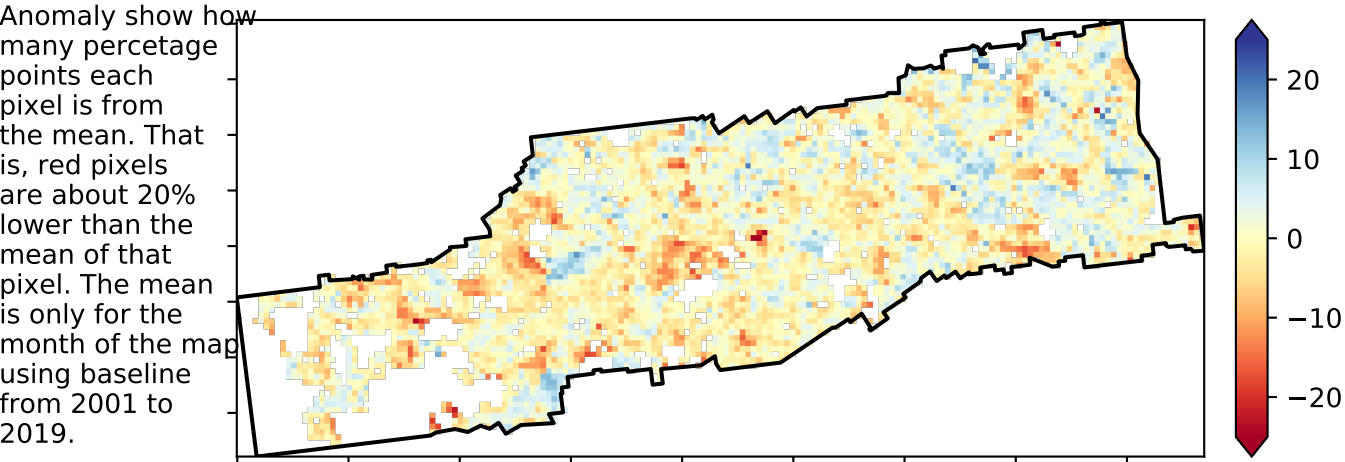 Anomaly show how
many percetage
points each
pixel is from
the mean. That
is, red pixels
are about 20%
lower than the
mean of that
pixel. The mean
is only for the
month of the map
using baseline
from 2001 to
2019.
20
10
0
−10
−20